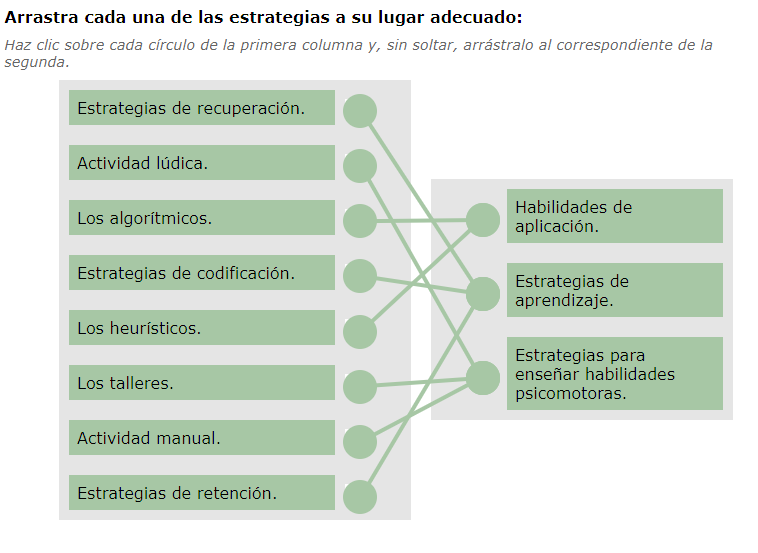 Arrastra cada una de las estrategias a su lugar adecuado:
Haz clic sobre cada círculo de la primera columna y, sin soltar, arrástralo al correspondiente de la
segunda.
Estrategias de recuperación.
Actividad lúdica.
Los algorítmicos.
Estrategias de codificación.
Los heurísticos.
Los talleres.
Actividad manual.
Estrategias de retención.
Habilidades de
aplicación.
Estrategias de
aprendizaje.
Estrategias para
enseñar habilidades
psicomotoras.